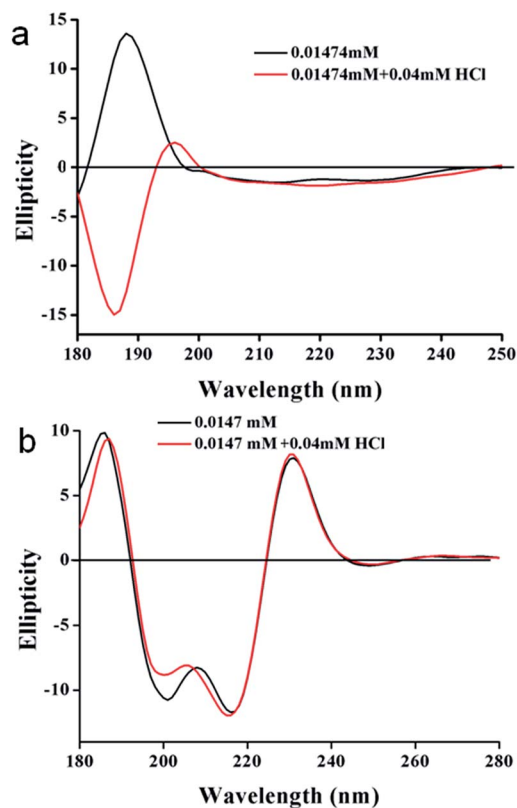 a
15
10
5
0
-5
-10
-15
0.01474mM
0.01474mM+0.04mM HCl
Ellipticity
180 190 200 210 220 230 240 250
Wavelength (nm)
b
10
5
0
-5
-10
0.0147 mM
0.0147 mM +0.04mM HCl
Ellipticity
180 200 220 240 260 280
Wavelength (nm)